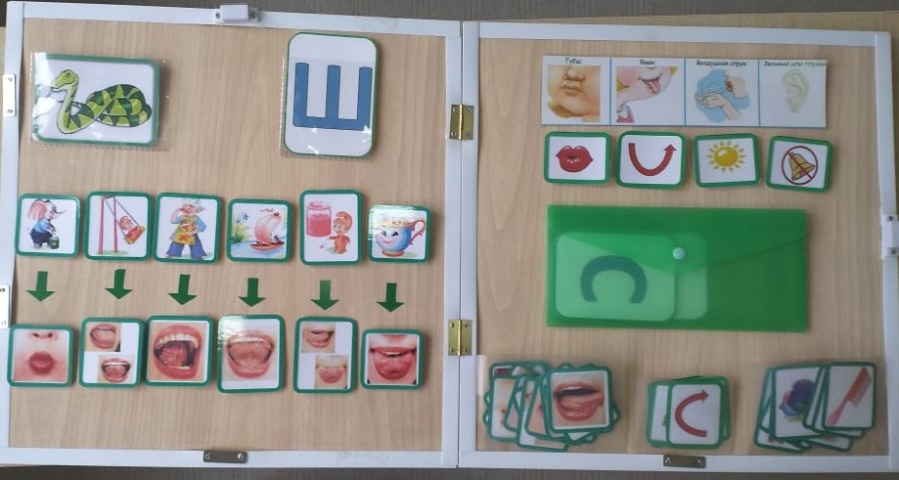 Ш
Губы
Язык
Воздушная струя
Звонкий или глухой
С